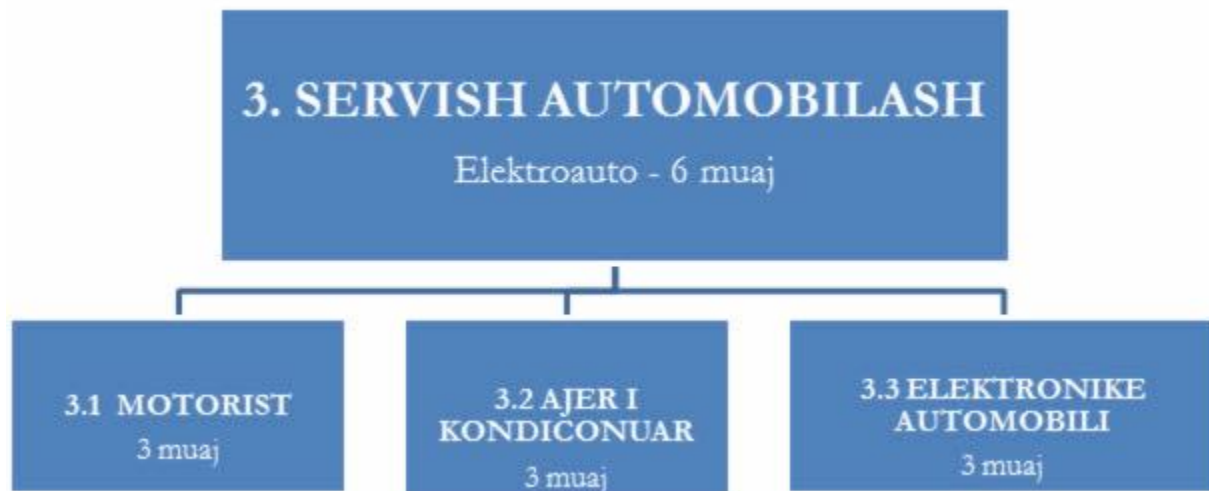 3. SERVISH AUTOMOBILASH
Elektroauto - 6 muaj
3.1 MOTORIST
3 muaj
3.2 AJER I
KONDICONUAR
3 muaj
3.3 ELEKTRONIKE
AUTOMOBILI
3 muaj